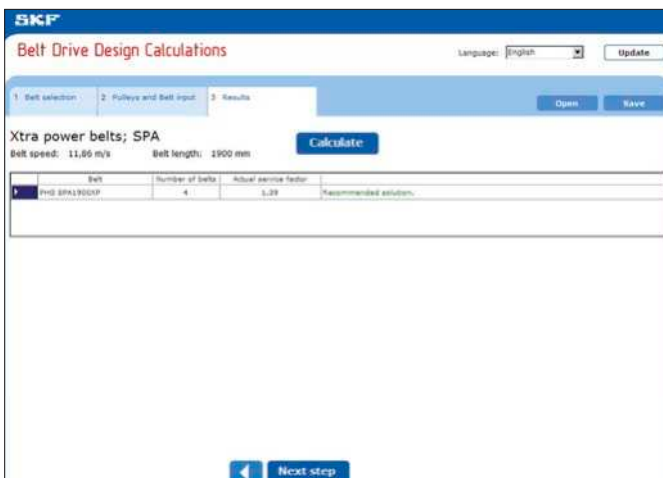 SKF
Belt Drive Design Calculations
Language: English Update
1 Belt selection 2 Pulleys and Belt input 3 Results Open Save
Xtra power belts; SPA
Calculate
Belt speed: 11,86 m/s Belt length: 1900 mm
Belt Number of belts Actual service factor
PHG SPA1900XP 4 1.39 Recommended solution.
Next step